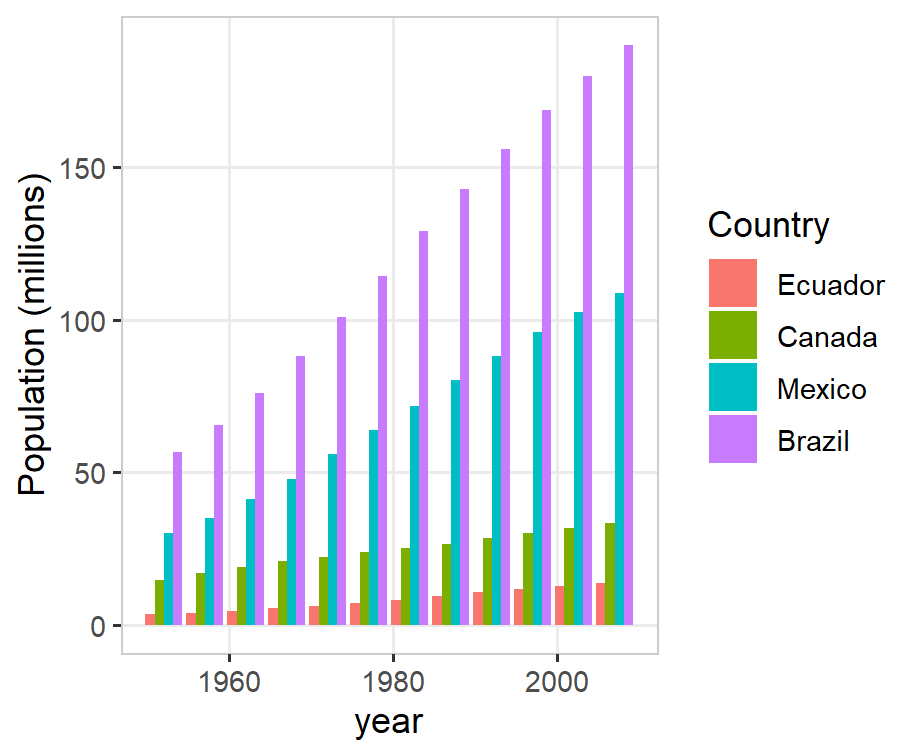 Population (millions)
150
100
50
0
1960 1980 2000
year
Country
Ecuador
Canada
Mexico
Brazil